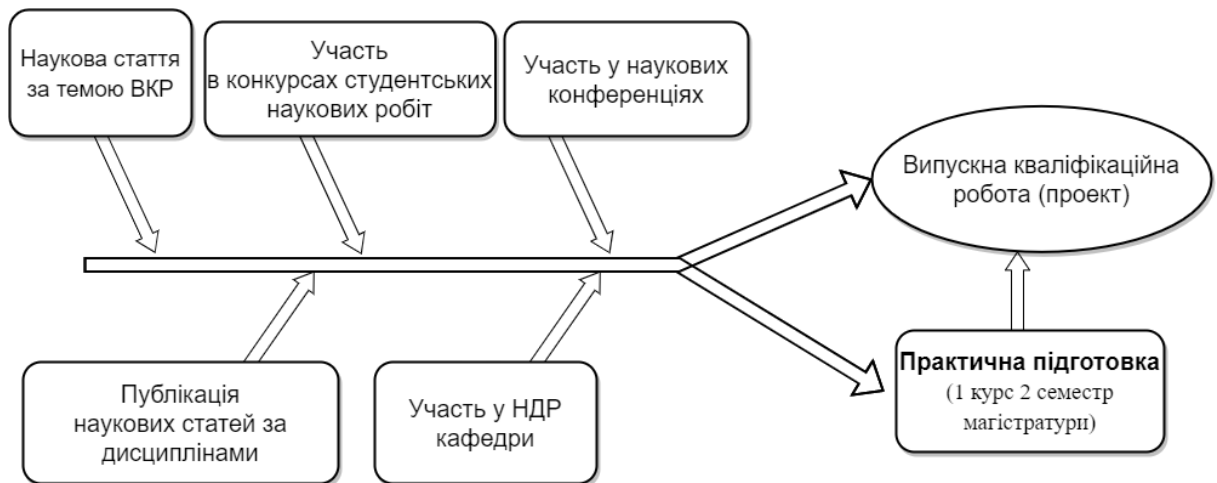 Наукова стаття
за темою ВКР
Участь
в конкурсах студентських
наукових робіт
Участь у наукових
конференціях
Випускна кваліфікаційна
робота (проект)
Публікація
наукових статей за
дисциплінами
Участь у НДР
кафедри
Практична підготовка
(1 курс 2 семестр
магістратури)